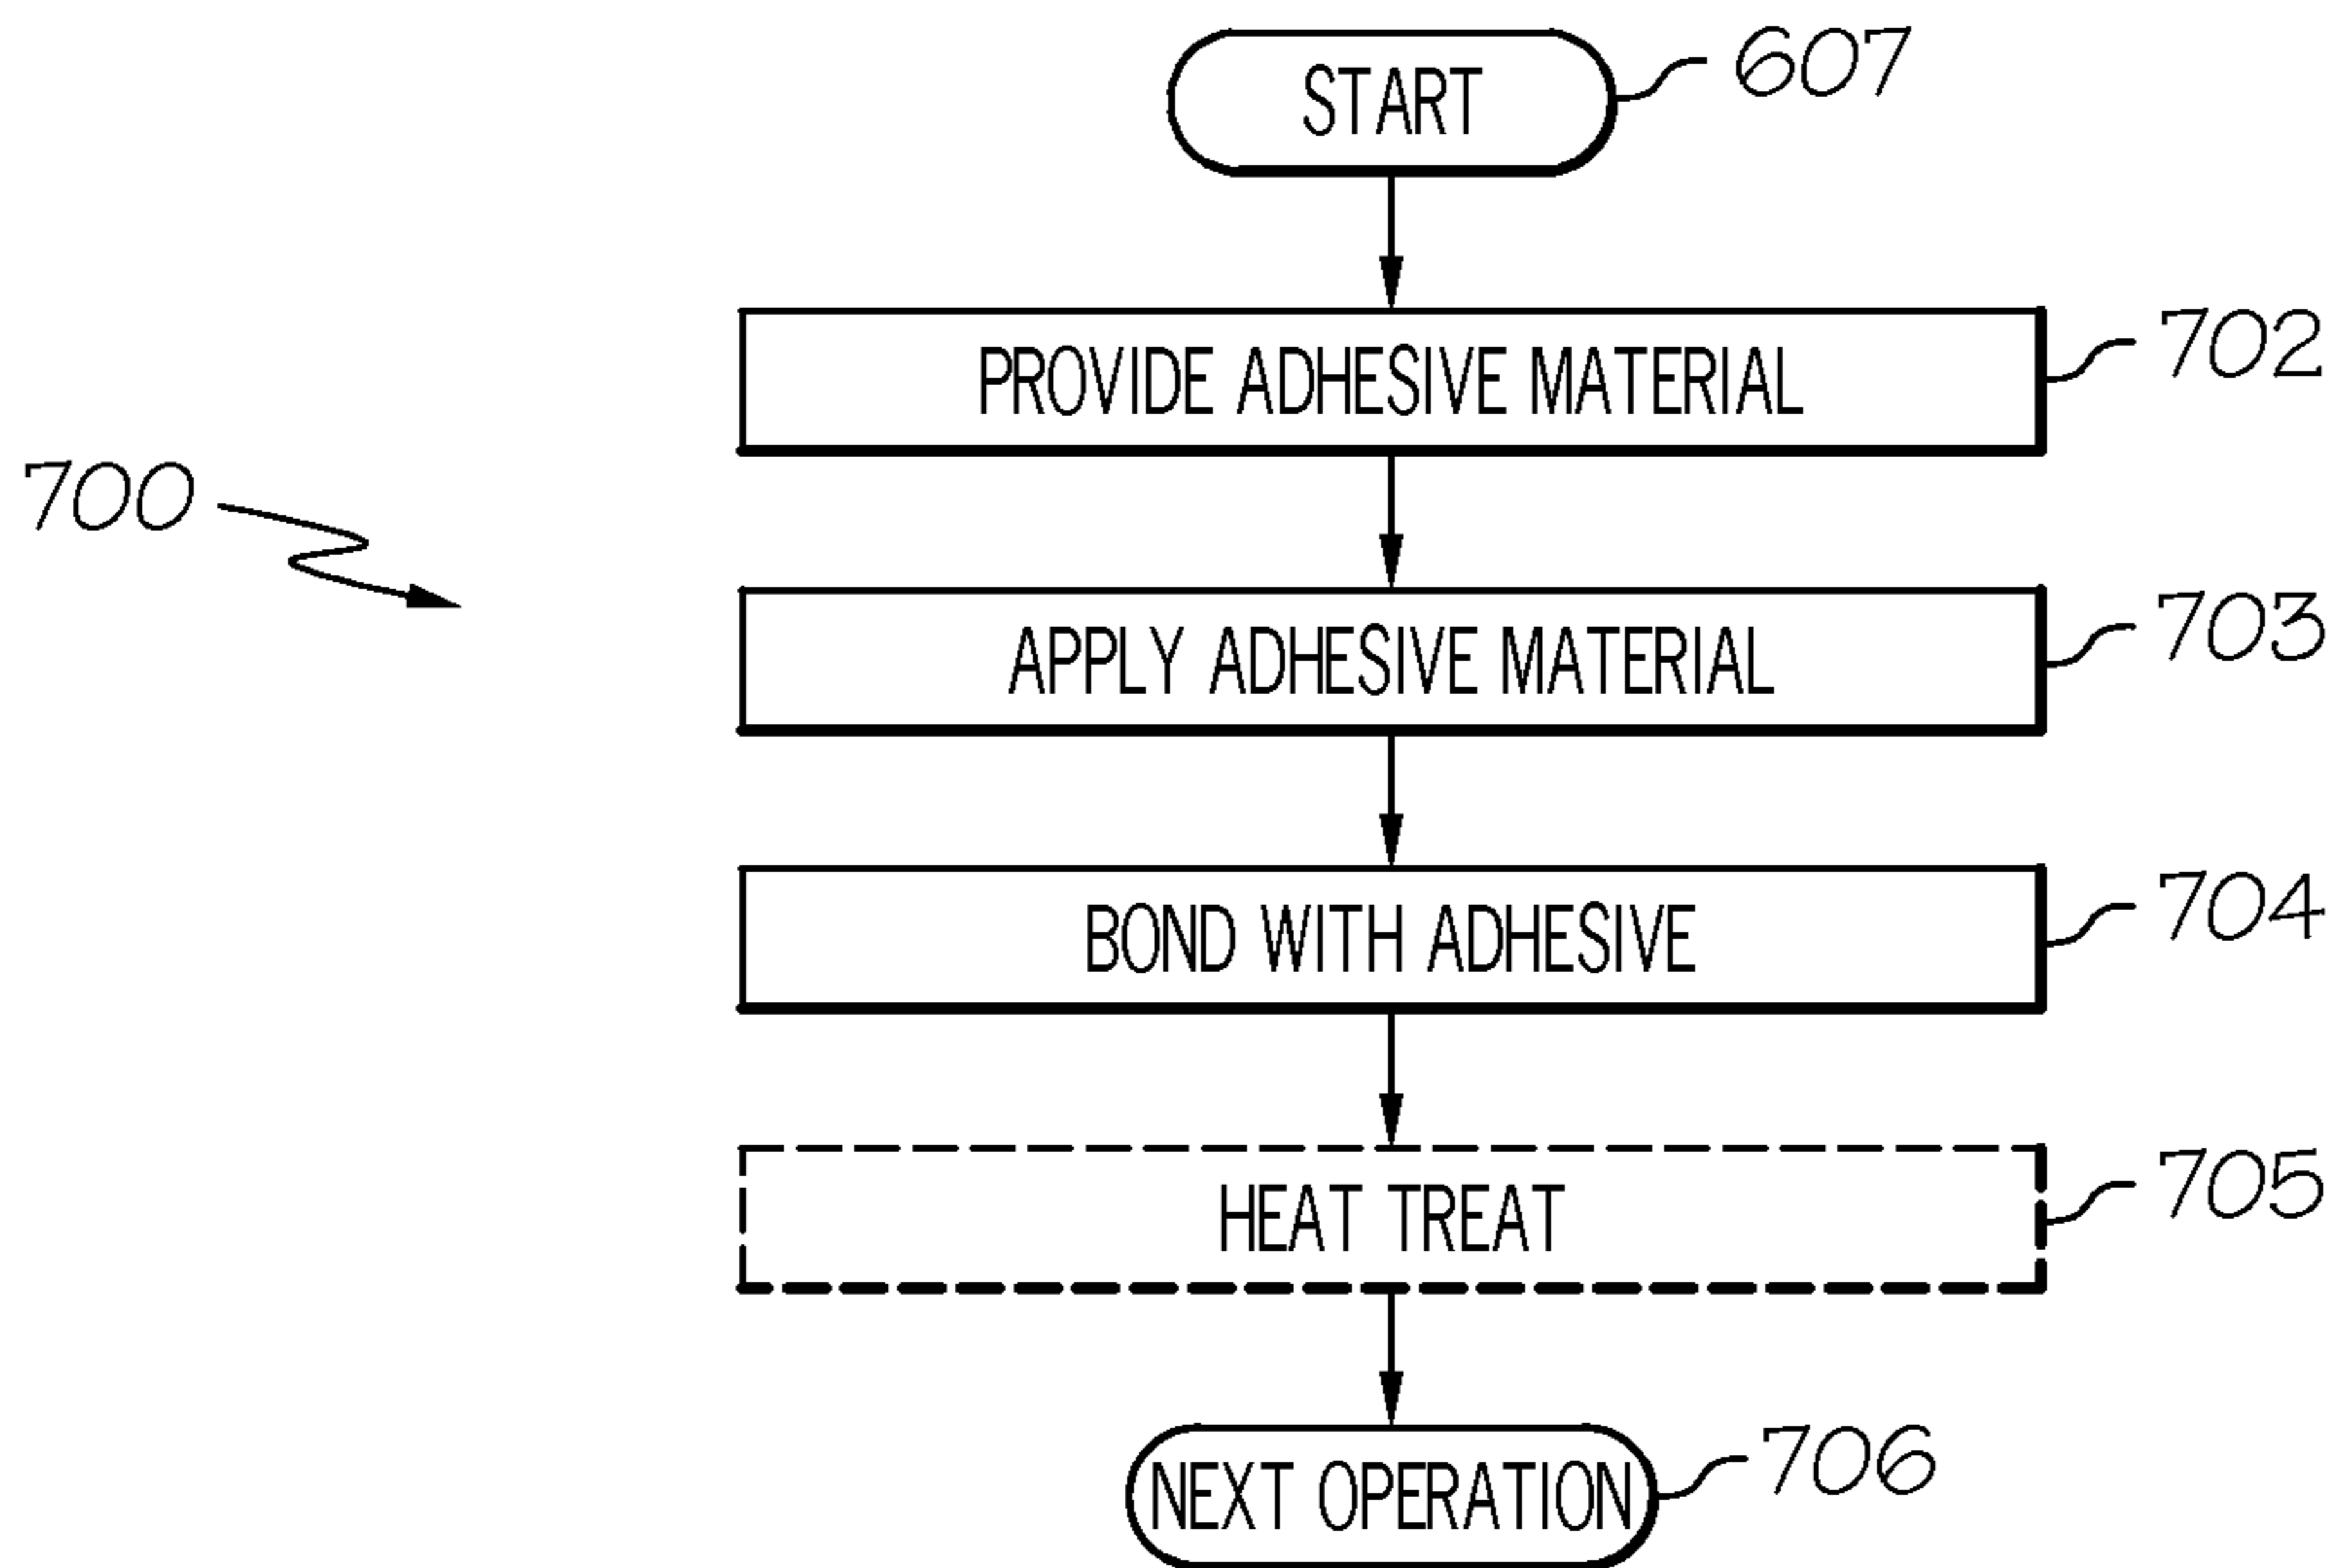 START 607
PROVIDE ADHESIVE MATERIAL 702
700
APPLY ADHESIVE MATERIAL 703
BOND WITH ADHESIVE 704
HEAT TREAT 705
NEXT OPERATION 706